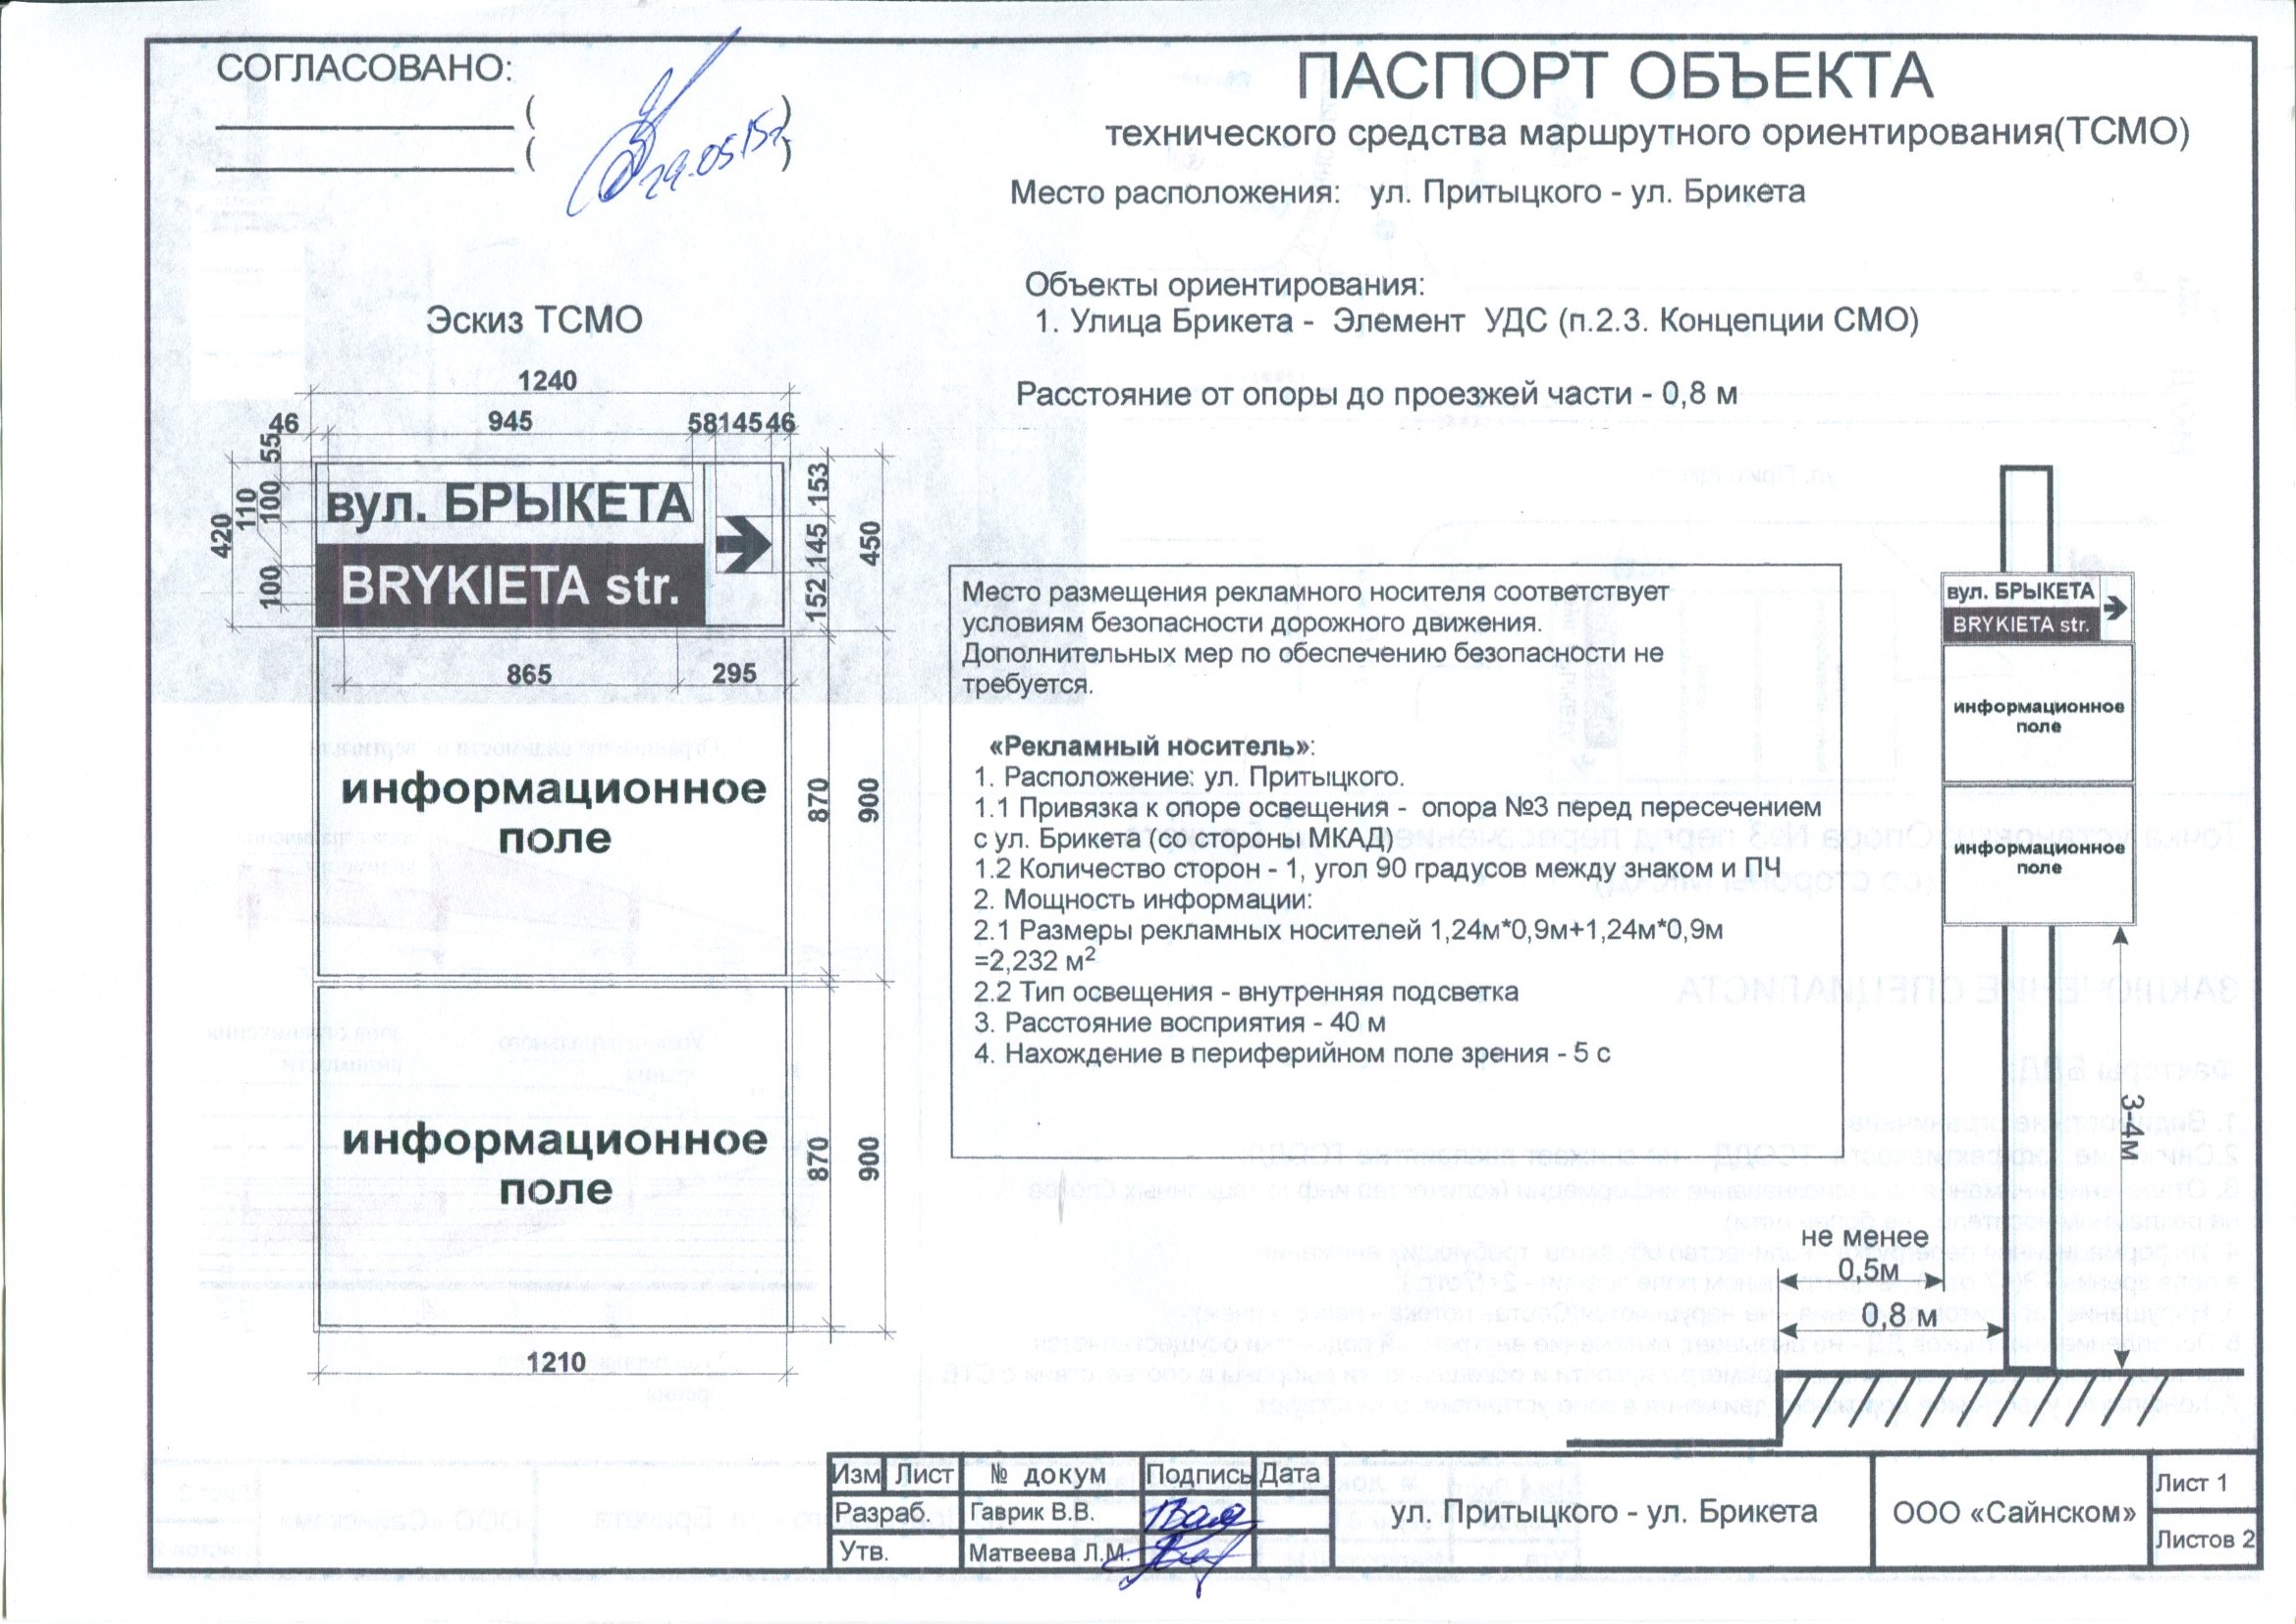 СОГЛАСОВАНО:
(                )
(                )
29.05.15г.
ПАСПОРТ ОБЪЕКТА
технического средства маршрутного ориентирования(ТСМО)
Место расположения: ул. Притыцкого - ул. Брикета
Объекты ориентирования:
1. Улица Брикета - Элемент УДС (п.2.3. Концепции СМО)
Расстояние от опоры до проезжей части - 0,8 м
Эскиз ТСМО
1240
46 945 58 145 46
55
100
110
420
100
вул. БРЫКЕТА
BRYKIETA str.
153
145
152
450
865 295
информационное
поле
870
900
информационное
поле
870
900
1210
Место размещения рекламного носителя соответствует
условиям безопасности дорожного движения.
Дополнительных мер по обеспечению безопасности не
требуется.
«Рекламный носитель»:
1. Расположение: ул. Притыцкого.
1.1 Привязка к опоре освещения - опора №3 перед пересечением
с ул. Брикета (со стороны МКАД)
1.2 Количество сторон - 1, угол 90 градусов между знаком и ПЧ
2. Мощность информации:
2.1 Размеры рекламных носителей 1,24м*0,9м+1,24м*0,9м
=2,232 м²
2.2 Тип освещения - внутренняя подсветка
3. Расстояние восприятия - 40 м
4. Нахождение в периферийном поле зрения - 5 с
вул. БРЫКЕТА
BRYKIETA str.
информационное
поле
информационное
поле
3-4м
не менее
0,5м
0,8 м
Изм Лист № докум Подпись Дата
Разраб. Гаврик В.В.
Утв. Матвеева Л.М.
ул. Притыцкого - ул. Брикета
ООО «Сайнском»
Лист 1
Листов 2